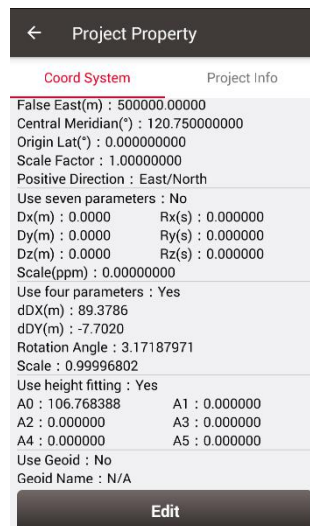 ← Project Property
Coord System Project Info
False East(m) : 500000.00000
Central Meridian(°) : 120.750000000
Origin Lat(°) : 0.000000000
Scale Factor : 1.00000000
Positive Direction : East/North
Use seven parameters : No
Dx(m) : 0.0000 Rx(s) : 0.000000
Dy(m) : 0.0000 Ry(s) : 0.000000
Dz(m) : 0.0000 Rz(s) : 0.000000
Scale(ppm) : 0.00000000
Use four parameters : Yes
dDX(m) : 89.3786
dDY(m) : -7.7020
Rotation Angle : 3.17187971
Scale : 0.99996802
Use height fitting : Yes
A0 : 106.768388 A1 : 0.000000
A2 : 0.000000 A3 : 0.000000
A4 : 0.000000 A5 : 0.000000
Use Geoid : No
Geoid Name : N/A
Edit